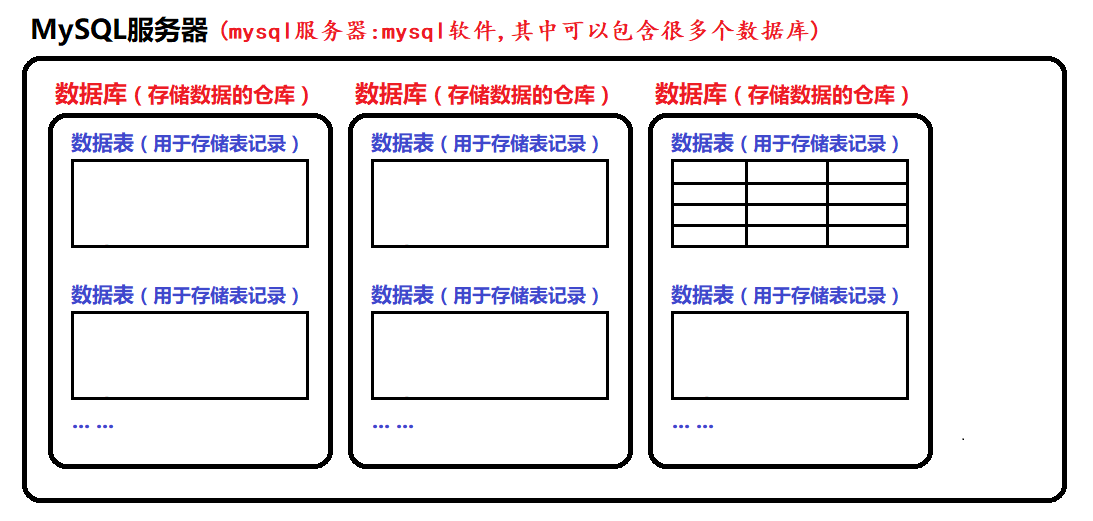 MySQL服务器 (mysql服务器:mysql软件,其中可以包含很多个数据库)
数据库(存储数据的仓库) 数据库(存储数据的仓库) 数据库(存储数据的仓库)
数据表(用于存储表记录) 数据表(用于存储表记录) 数据表(用于存储表记录)
数据表(用于存储表记录) 数据表(用于存储表记录) 数据表(用于存储表记录)
... ... ... ... ... ...